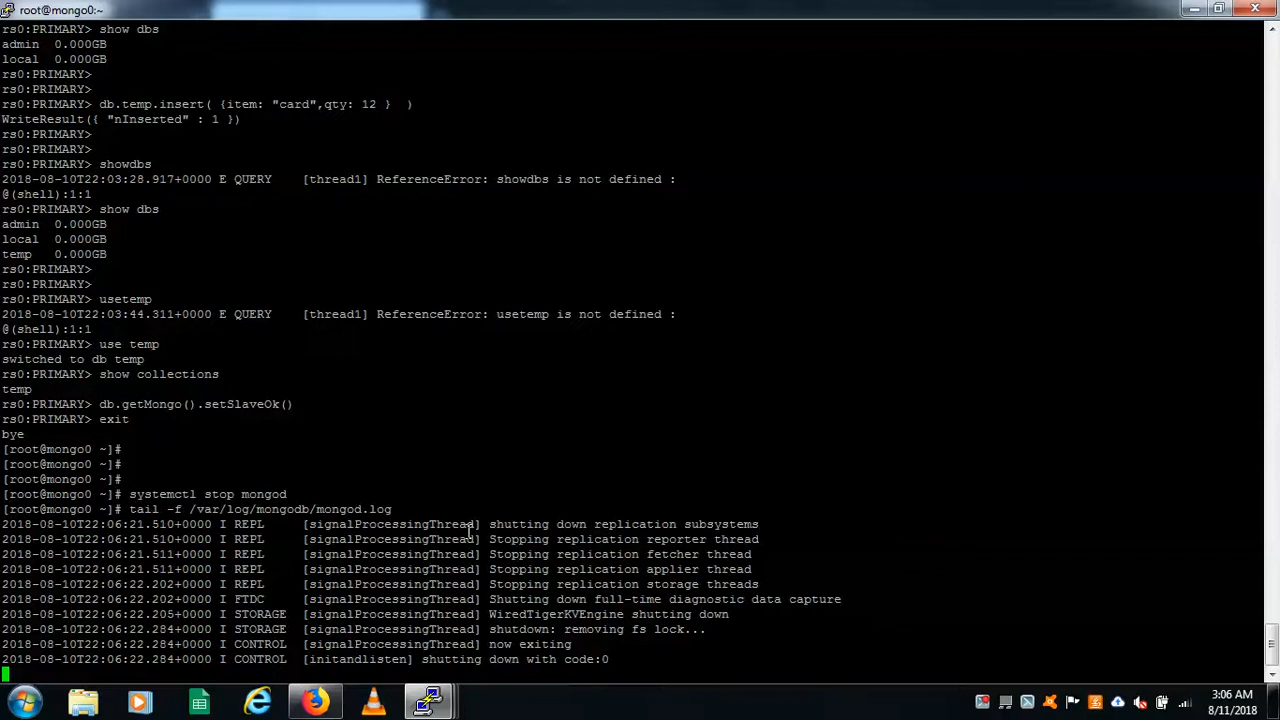 root@mongo0:~
rs0:PRIMARY> show dbs
admin  0.000GB
local  0.000GB
rs0:PRIMARY>
rs0:PRIMARY>
rs0:PRIMARY> db.temp.insert( {item: "card",qty: 12 }  )
WriteResult({ "nInserted" : 1 })
rs0:PRIMARY>
rs0:PRIMARY>
rs0:PRIMARY> showdbs
2018-08-10T22:03:28.917+0000 E QUERY    [thread1] ReferenceError: showdbs is not defined :
@(shell):1:1
rs0:PRIMARY> show dbs
admin  0.000GB
local  0.000GB
temp   0.000GB
rs0:PRIMARY>
rs0:PRIMARY>
rs0:PRIMARY> usetemp
2018-08-10T22:03:44.311+0000 E QUERY    [thread1] ReferenceError: usetemp is not defined :
@(shell):1:1
rs0:PRIMARY> use temp
switched to db temp
rs0:PRIMARY> show collections
temp
rs0:PRIMARY> db.getMongo().setSlaveOk()
rs0:PRIMARY> exit
bye
[root@mongo0 ~]#
[root@mongo0 ~]#
[root@mongo0 ~]#
[root@mongo0 ~]# systemctl stop mongod
[root@mongo0 ~]# tail -f /var/log/mongodb/mongod.log
2018-08-10T22:06:21.510+0000 I REPL     [signalProcessingThread] shutting down replication subsystems
2018-08-10T22:06:21.510+0000 I REPL     [signalProcessingThread] Stopping replication reporter thread
2018-08-10T22:06:21.511+0000 I REPL     [signalProcessingThread] Stopping replication fetcher thread
2018-08-10T22:06:21.511+0000 I REPL     [signalProcessingThread] Stopping replication applier thread
2018-08-10T22:06:22.202+0000 I REPL     [signalProcessingThread] Stopping replication storage threads
2018-08-10T22:06:22.203+0000 I FTDC     [signalProcessingThread] Shutting down full-time diagnostic data capture
2018-08-10T22:06:22.205+0000 I STORAGE  [signalProcessingThread] WiredTigerKVEngine shutting down
2018-08-10T22:06:22.284+0000 I STORAGE  [signalProcessingThread] shutdown: removing fs lock...
2018-08-10T22:06:22.284+0000 I CONTROL  [signalProcessingThread] now exiting
2018-08-10T22:06:22.284+0000 I CONTROL  [initandlisten] shutting down with code:0
3:06 AM
8/11/2018